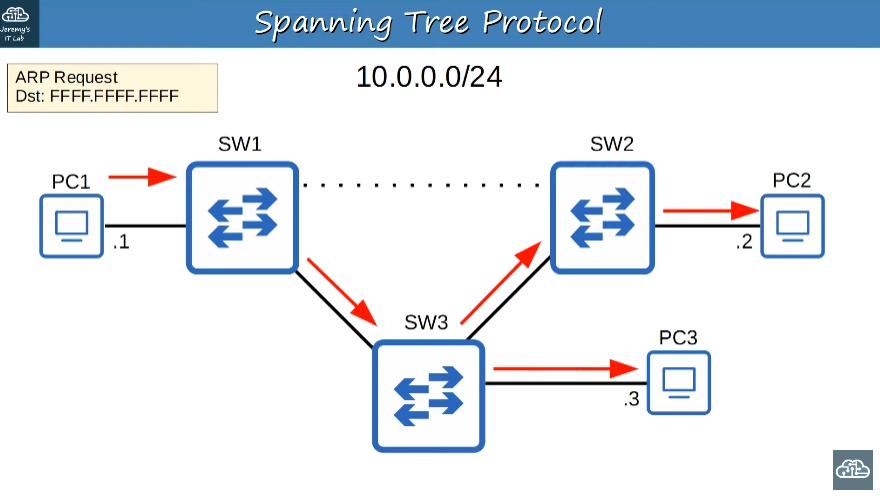 Jeremy's
IT Lab
Spanning Tree Protocol
ARP Request
Dst: FFFF.FFFF.FFFF
10.0.0.0/24
SW1
SW2
PC1
PC2
.1
.2
SW3
PC3
.3